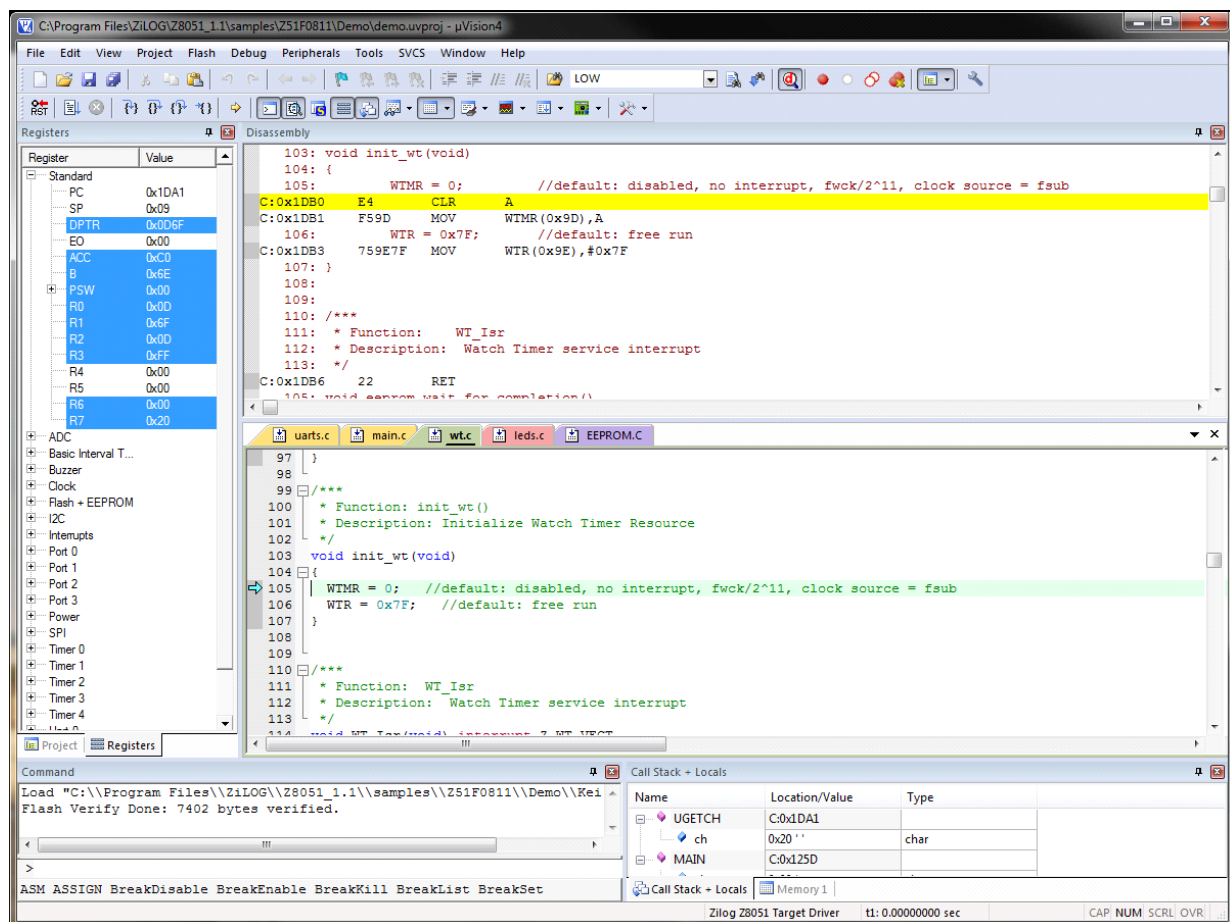 C:\Program Files\ZiLOG\Z8051_1.1\samples\Z51F0811\Demo\demo.uvproj - µVision4
File Edit View Project Flash Debug Peripherals Tools SVCS Window Help
LOW
RST
Registers
Register Value
Standard
PC 0x1DA1
SP 0x09
DPTR 0x0D6F
EO 0x00
ACC 0xC0
B 0x6E
PSW 0x00
R0 0x0D
R1 0x6F
R2 0x0D
R3 0xFF
R4 0x00
R5 0x00
R6 0x00
R7 0x20
ADC
Basic Interval T...
Buzzer
Clock
Flash + EEPROM
I2C
Interrupts
Port 0
Port 1
Port 2
Port 3
Power
SPI
Timer 0
Timer 1
Timer 2
Timer 3
Timer 4
Project Registers
Disassembly
103: void init_wt(void)
104: {
105: WTMR = 0; //default: disabled, no interrupt, fwck/2^11, clock source = fsub
C:0x1DB0 E4 CLR A
C:0x1DB1 F59D MOV WTMR(0x9D),A
106: WTR = 0x7F; //default: free run
C:0x1DB3 759E7F MOV WTR(0x9E),#0x7F
107: }
108:
109:
110: /***
111: * Function: WT_Isr
112: * Description: Watch Timer service interrupt
113: */
C:0x1DB6 22 RET
105: void eeprom_wait_for_completion()
uarts.c main.c wt.c leds.c EEPROM.C
97 }
98
99 /***
100 * Function: init_wt()
101 * Description: Initialize Watch Timer Resource
102 */
103 void init_wt(void)
104 {
105 WTMR = 0; //default: disabled, no interrupt, fwck/2^11, clock source = fsub
106 WTR = 0x7F; //default: free run
107 }
108
109
110 /***
111 * Function: WT_Isr
112 * Description: Watch Timer service interrupt
113 */
114 void WT_Isr(void) interrupt 7 WT_VECT
Command
Load "C:\\Program Files\\ZiLOG\\Z8051_1.1\\samples\\Z51F0811\\Demo\\Kei
Flash Verify Done: 7402 bytes verified.
>
ASM ASSIGN BreakDisable BreakEnable BreakKill BreakList BreakSet
Call Stack + Locals
Name Location/Value Type
UGETCH C:0x1DA1
ch 0x20 ' ' char
MAIN C:0x125D
Call Stack + Locals Memory 1
Zilog Z8051 Target Driver t1: 0.00000000 sec CAP NUM SCRL OVR